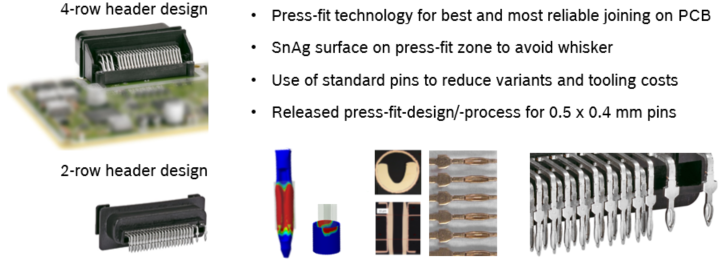 4-row header design
• Press-fit technology for best and most reliable joining on PCB
• SnAg surface on press-fit zone to avoid whisker
• Use of standard pins to reduce variants and tooling costs
• Released press-fit-design/-process for 0.5 x 0.4 mm pins
2-row header design